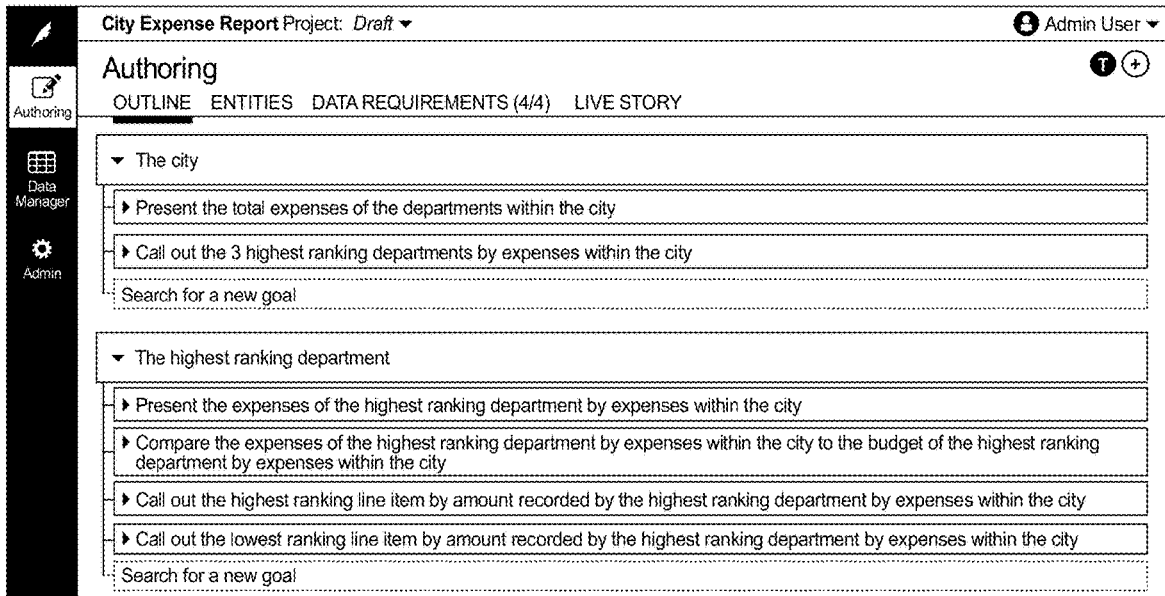 City Expense Report Project: Draft
Admin User
Authoring
T
OUTLINE ENTITIES DATA REQUIREMENTS (4/4) LIVE STORY
Authoring
Data
Manager
Admin
The city
Present the total expenses of the departments within the city
Call out the 3 highest ranking departments by expenses within the city
Search for a new goal
The highest ranking department
Present the expenses of the highest ranking department by expenses within the city
Compare the expenses of the highest ranking department by expenses within the city to the budget of the highest ranking
department by expenses within the city
Call out the highest ranking line item by amount recorded by the highest ranking department by expenses within the city
Call out the lowest ranking line item by amount recorded by the highest ranking department by expenses within the city
Search for a new goal